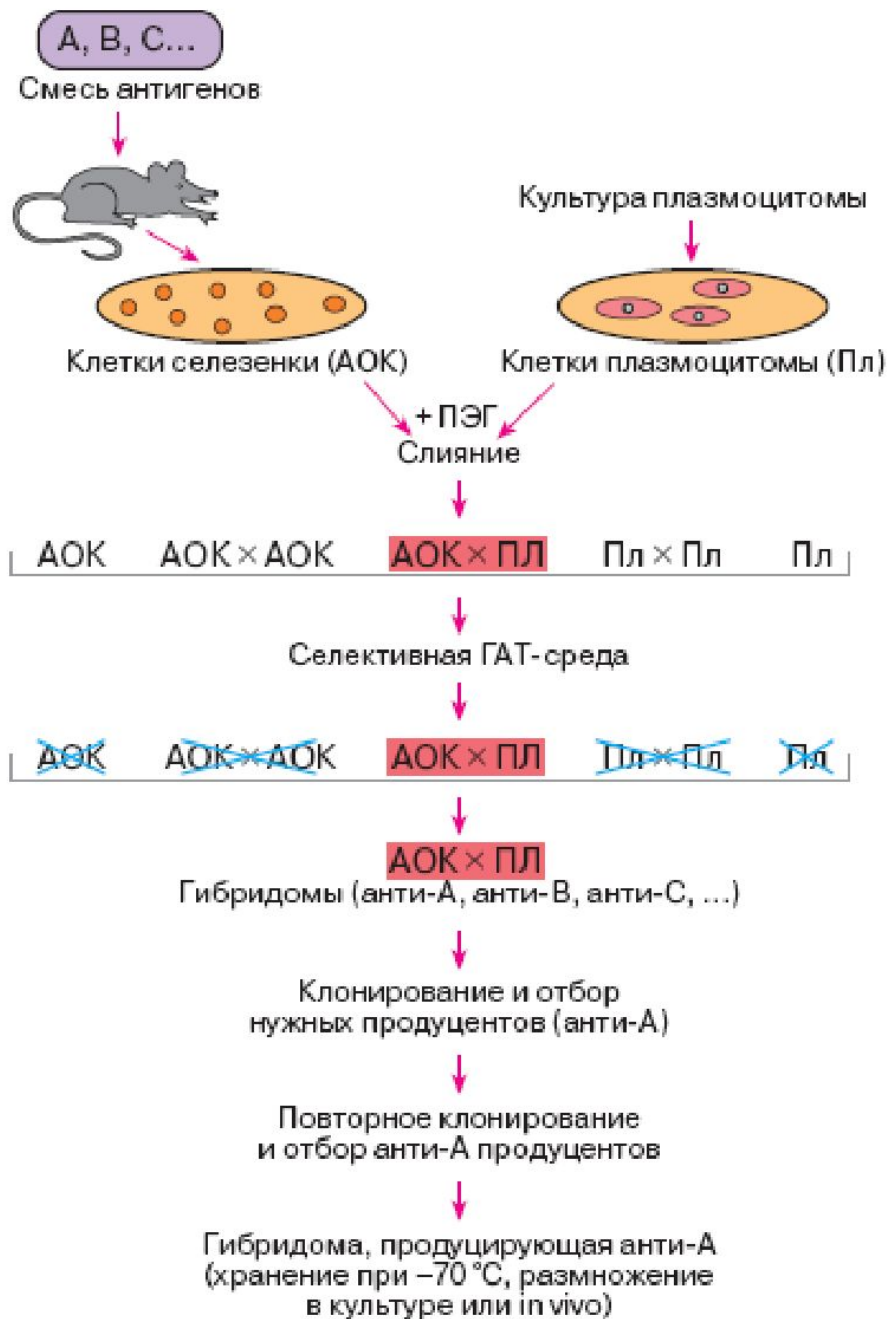 А, В, С...
Смесь антигенов
Культура плазмоцитомы
Клетки селезенки (АОК)
Клетки плазмоцитомы (Пл)
+ ПЭГ
Слияние
АОК АОК × АОК АОК × ПЛ Пл × Пл Пл
Селективная ГАТ-среда
АОК АОК × АОК АОК × ПЛ Пл × Пл Пл
АОК × ПЛ
Гибридомы (анти-А, анти-В, анти-С, ...)
Клонирование и отбор
нужных продуцентов (анти-А)
Повторное клонирование
и отбор анти-А продуцентов
Гибридома, продуцирующая анти-А
(хранение при –70 °С, размножение
в культуре или in vivo)